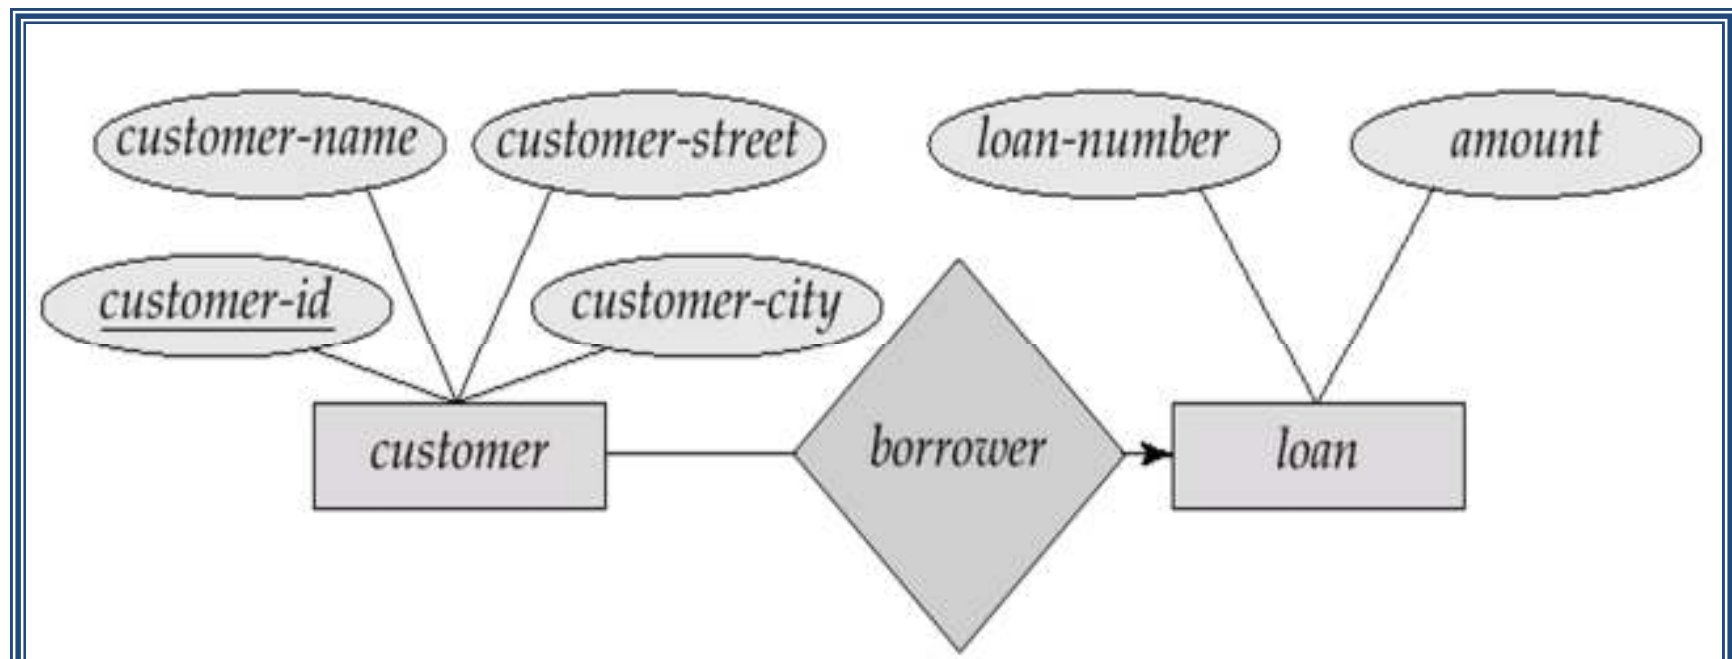 customer-name
customer-street
loan-number
amount
customer-id
customer-city
customer
borrower
loan